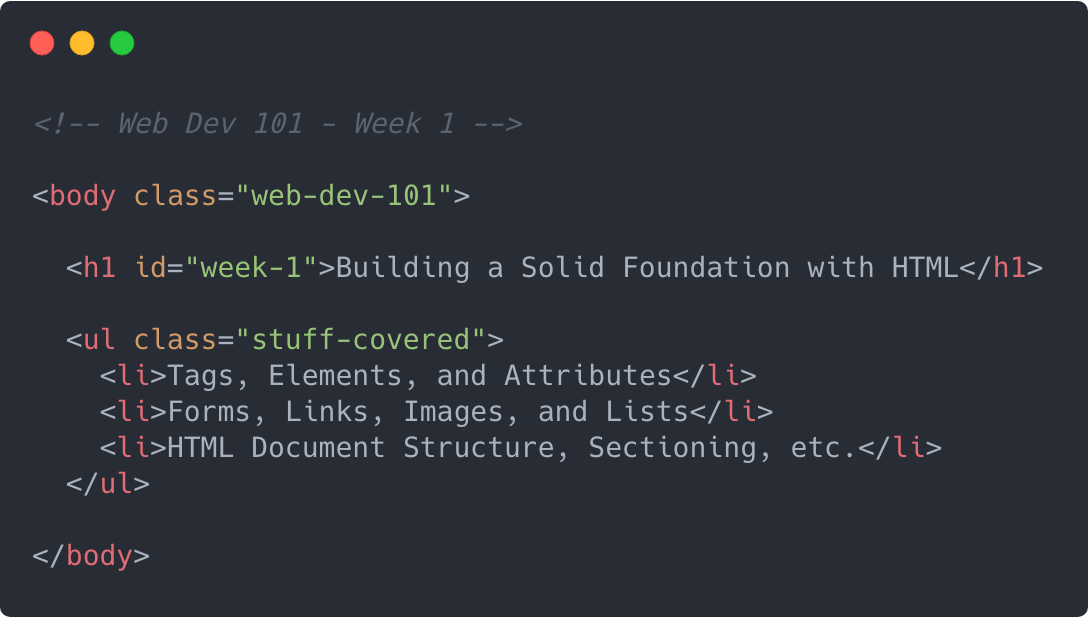 <!-- Web Dev 101 - Week 1 -->
<body class="web-dev-101">
<h1 id="week-1">Building a Solid Foundation with HTML</h1>
<ul class="stuff-covered">
<li>Tags, Elements, and Attributes</li>
<li>Forms, Links, Images, and Lists</li>
<li>HTML Document Structure, Sectioning, etc.</li>
</ul>
</body>